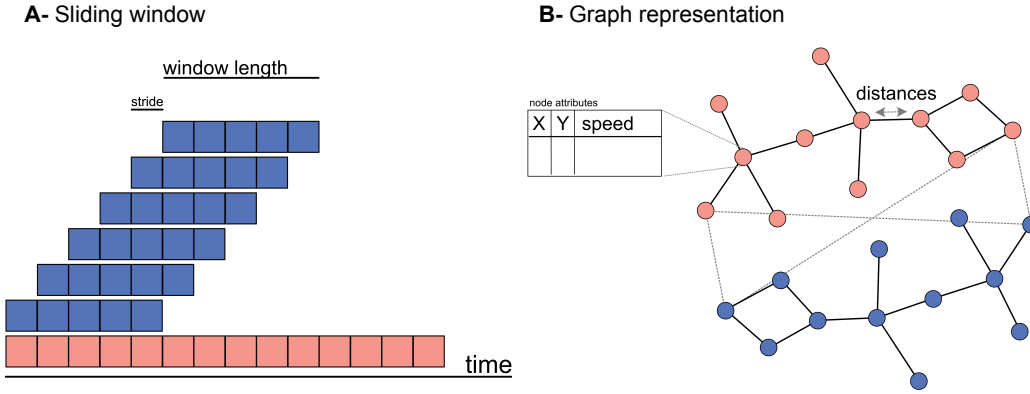 A- Sliding window
window length
stride
time
B- Graph representation
distances
node attributes
X Y speed